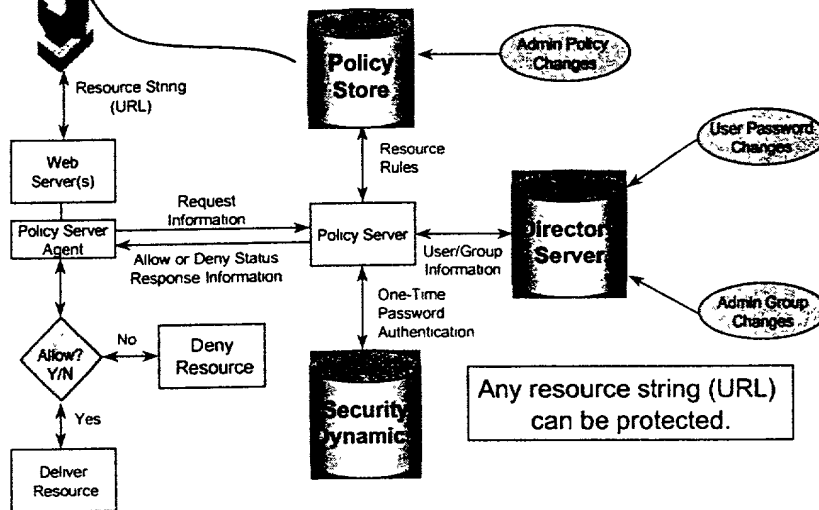 Policy
Store
Admin Policy
Changes
Resource String
(URL)
User Password
Changes
Resource
Rules
Web
Server(s)
Request
Information
Policy Server
Agent
Policy Server
Director
Server
Allow or Deny Status
Response Information
User/Group
Information
One-Time
Password
Authentication
Admin Group
Changes
Allow?
Y/N
No
Deny
Resource
Any resource string (URL)
can be protected.
Security
Dynamic
Yes
Deliver
Resource